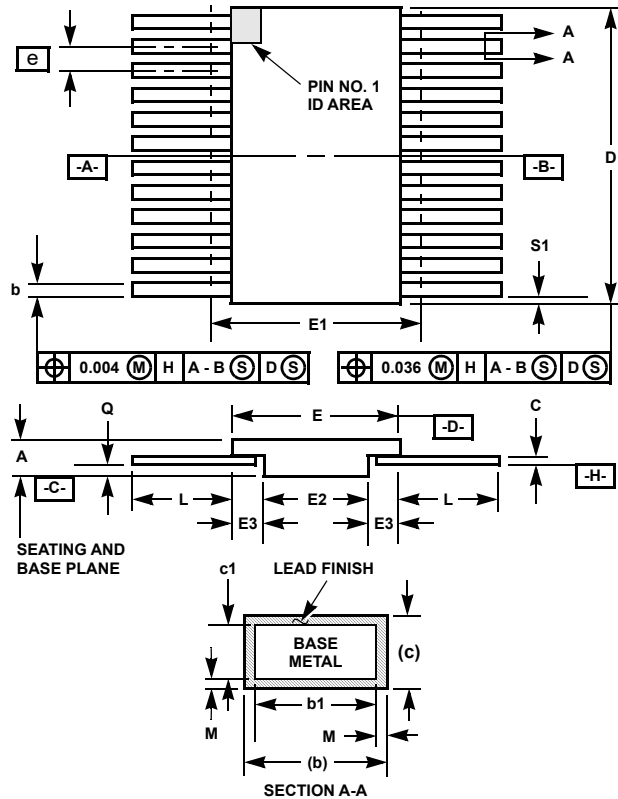 e
PIN NO. 1
ID AREA
A
A
-A-
-B-
D
S1
b
E1
⌖ 0.004 Ⓜ H A - B Ⓢ D Ⓢ
⌖ 0.036 Ⓜ H A - B Ⓢ D Ⓢ
Q
E
-D-
C
A
-C-
-H-
L
E2
L
E3
E3
SEATING AND
BASE PLANE
c1
LEAD FINISH
BASE
METAL
(c)
b1
M
M
(b)
SECTION A-A